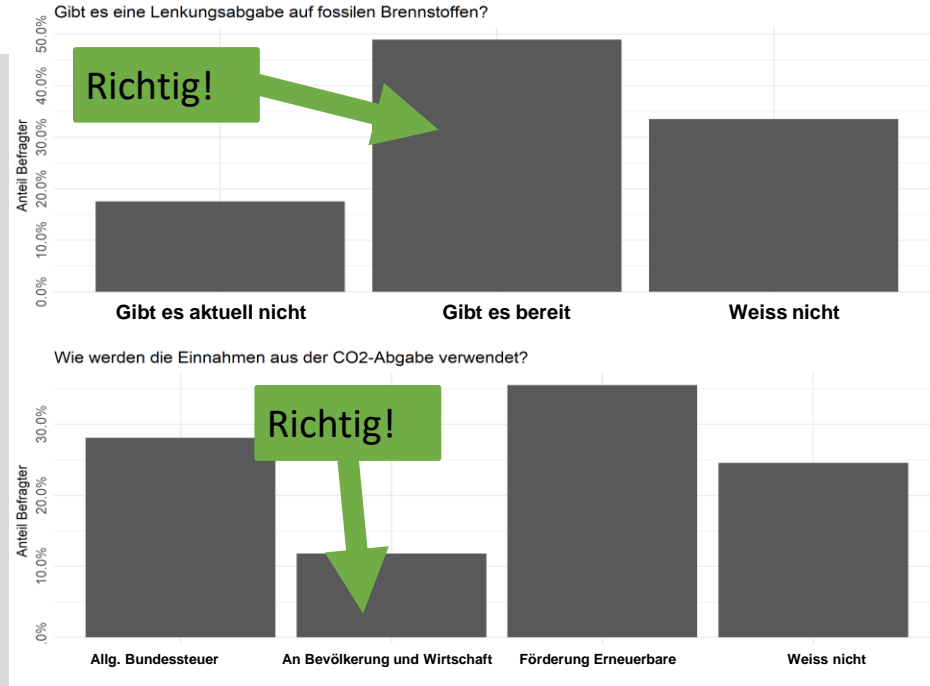 Gibt es eine Lenkungsabgabe auf fossilen Brennstoffen?
50.0%
40.0%
30.0%
20.0%
10.0%
0.0%
Anteil Befragter
Richtig!
Gibt es aktuell nicht
Gibt es bereit
Weiss nicht
Wie werden die Einnahmen aus der CO2-Abgabe verwendet?
30.0%
20.0%
10.0%
.0%
Anteil Befragter
Richtig!
Allg. Bundessteuer
An Bevölkerung und Wirtschaft
Förderung Erneuerbare
Weiss nicht